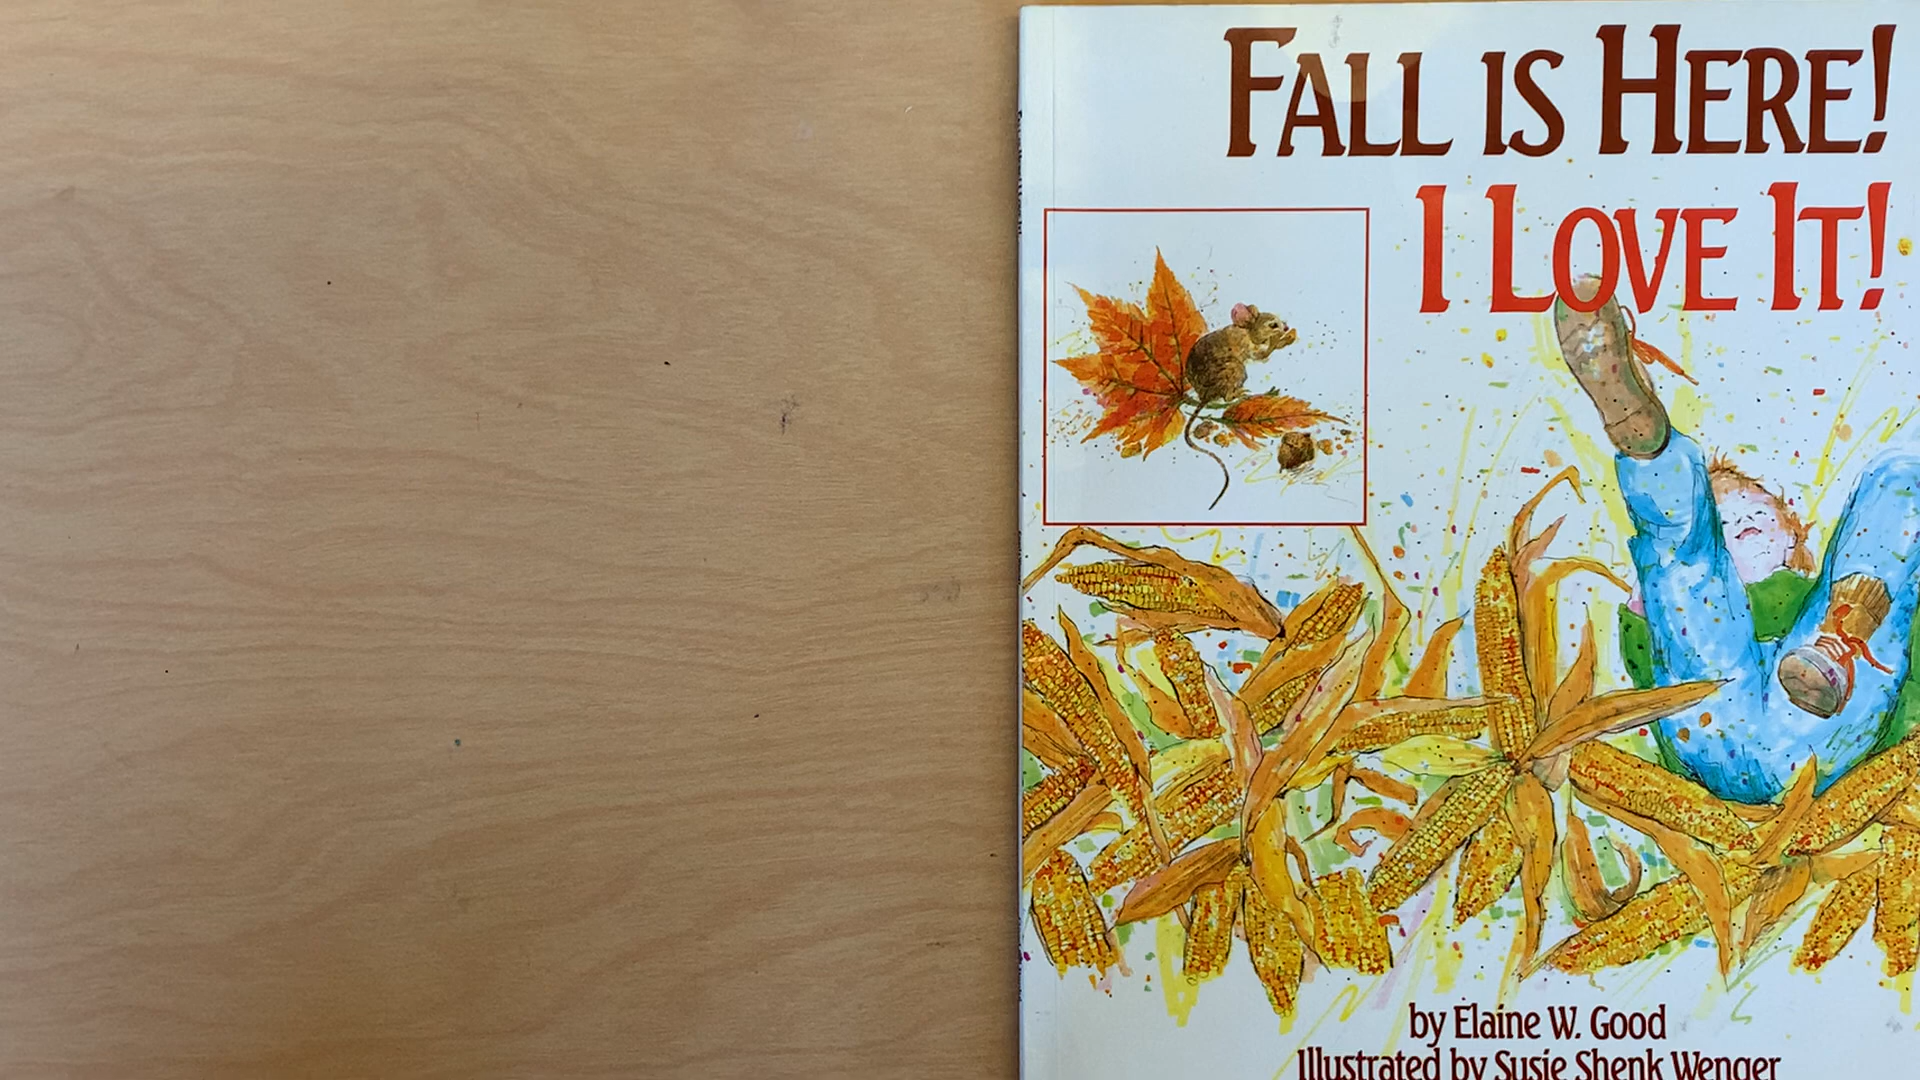 FALL IS HERE!
I LOVE IT!
by Elaine W. Good
Illustrated by Susie Shenk Wenger